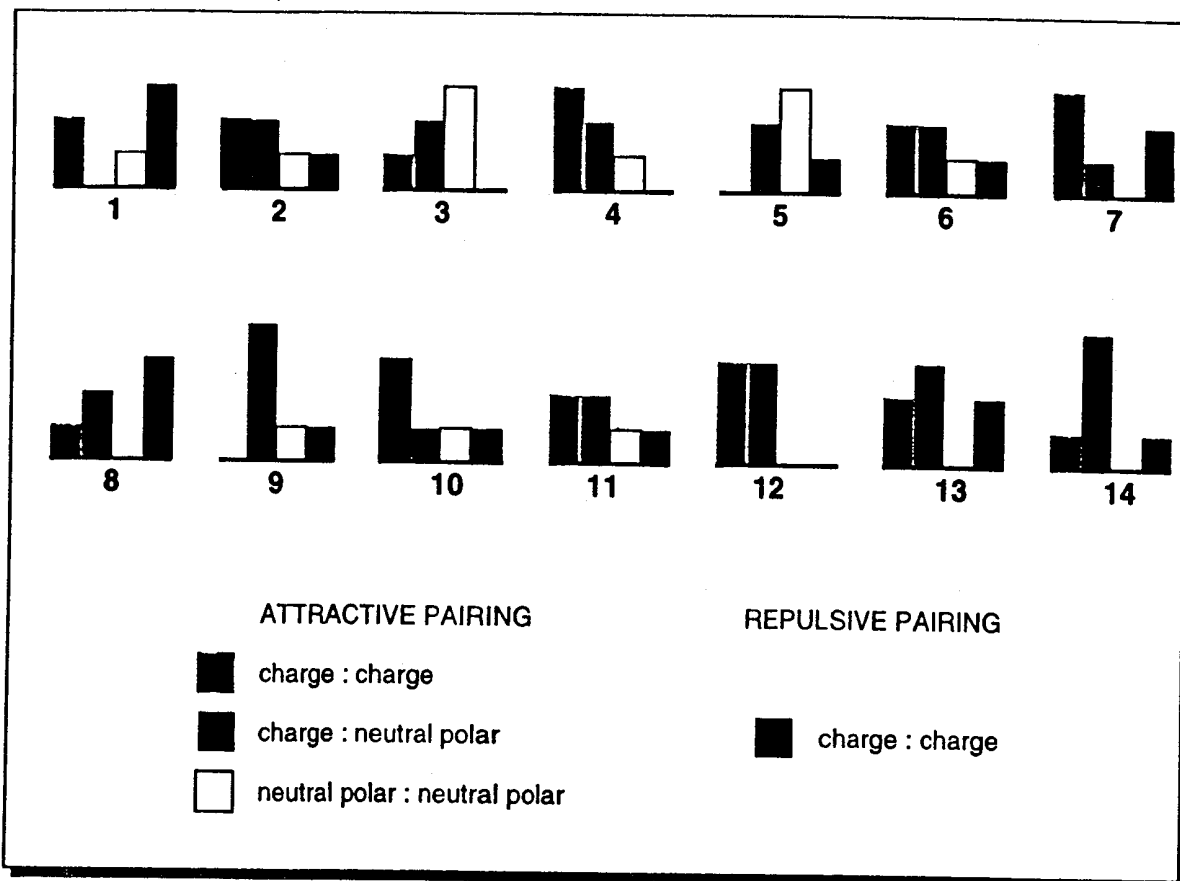 1 2 3 4 5 6 7
8 9 10 11 12 13 14
ATTRACTIVE PAIRING
REPULSIVE PAIRING
charge : charge
charge : neutral polar
charge : charge
neutral polar : neutral polar